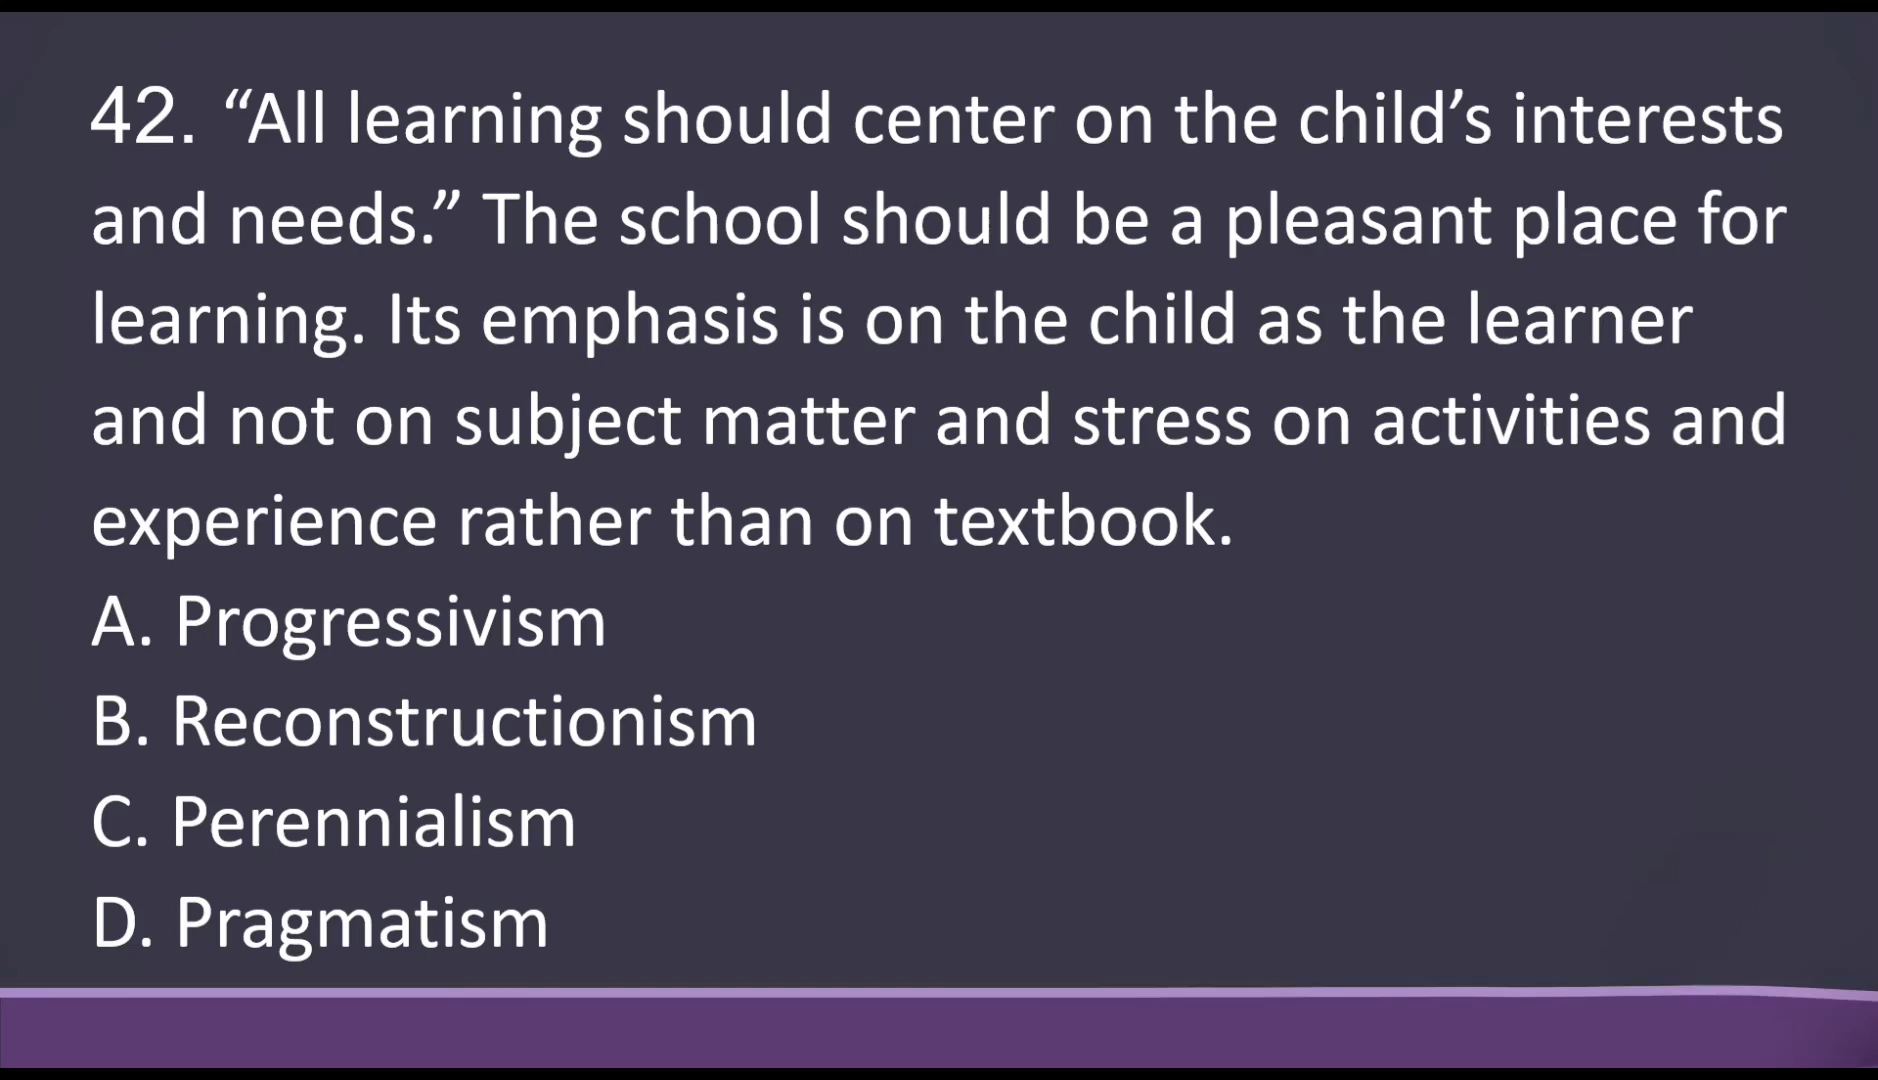 42. “All learning should center on the child’s interests
and needs.” The school should be a pleasant place for
learning. Its emphasis is on the child as the learner
and not on subject matter and stress on activities and
experience rather than on textbook.
A. Progressivism
B. Reconstructionism
C. Perennialism
D. Pragmatism